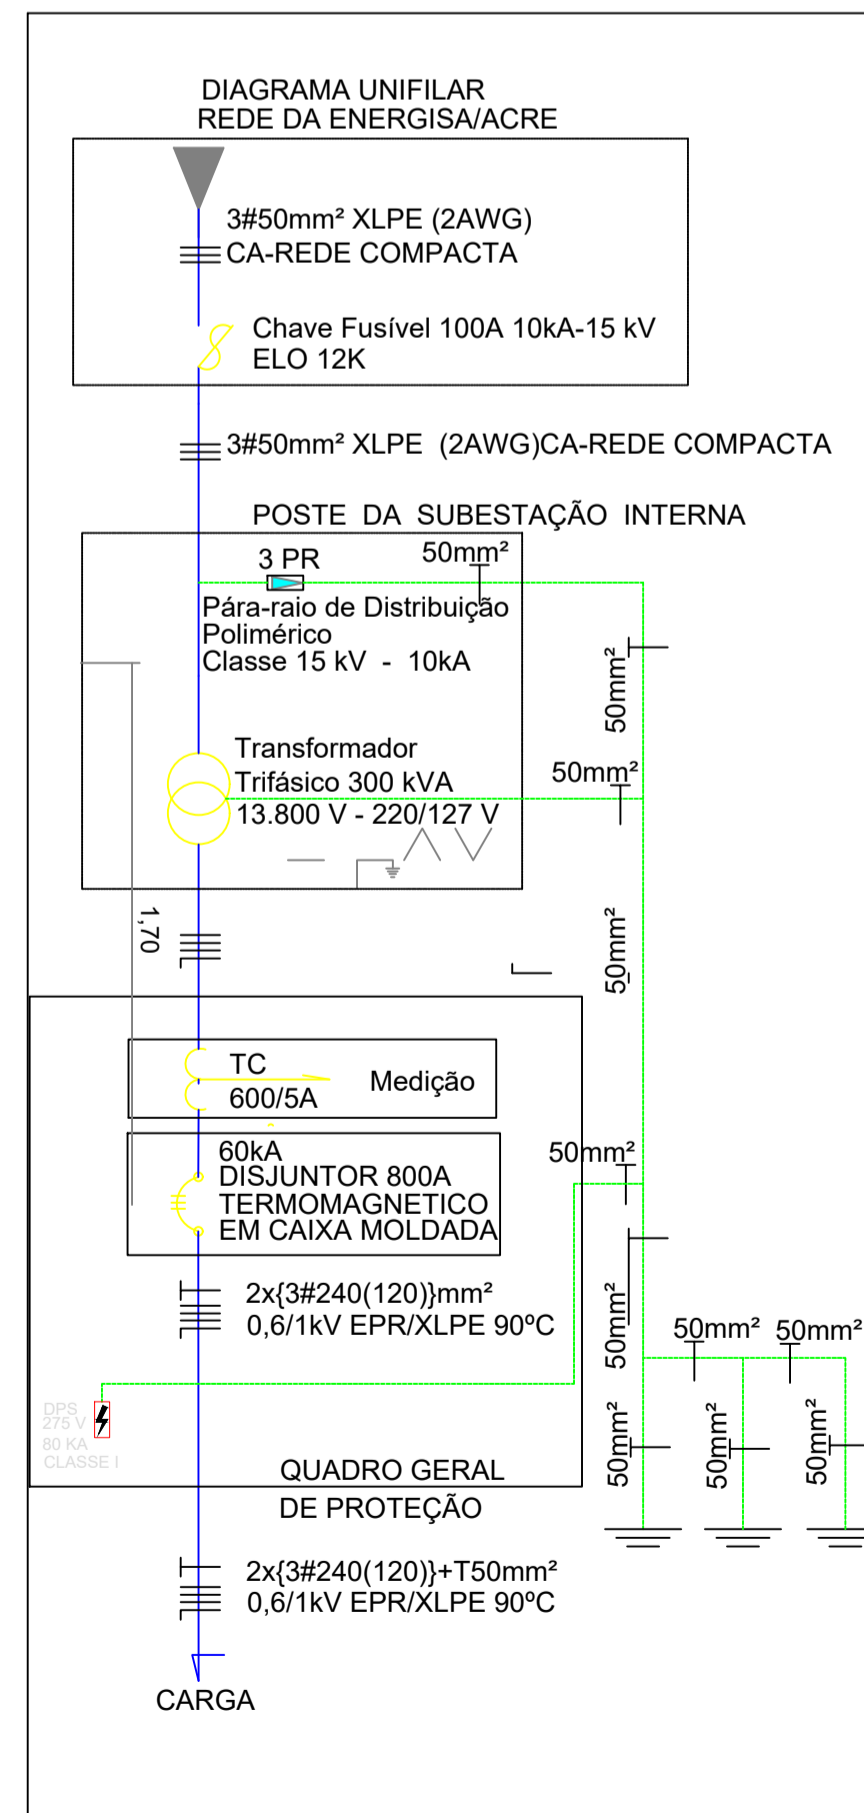 DIAGRAMA UNIFILAR
REDE DA ENERGISA/ACRE
3#50mm² XLPE (2AWG)
CA-REDE COMPACTA
Chave Fusível 100A 10kA-15 kV
ELO 12K
3#50mm² XLPE (2AWG)CA-REDE COMPACTA
POSTE DA SUBESTAÇÃO INTERNA
3 PR
50mm²
Pára-raio de Distribuição
Polimérico
Classe 15 kV - 10kA
50mm²
Transformador
Trifásico 300 kVA
13.800 V - 220/127 V
50mm²
1,70
50mm²
TC
600/5A
Medição
60kA
DISJUNTOR 800A
TERMOMAGNETICO
EM CAIXA MOLDADA
50mm²
2x{3#240(120)}mm²
0,6/1kV EPR/XLPE 90ºC
50mm²
50mm²
50mm²
DPS
275 V
80 KA
CLASSE I
50mm²
50mm²
50mm²
QUADRO GERAL
DE PROTEÇÃO
2x{3#240(120)}+T50mm²
0,6/1kV EPR/XLPE 90ºC
CARGA